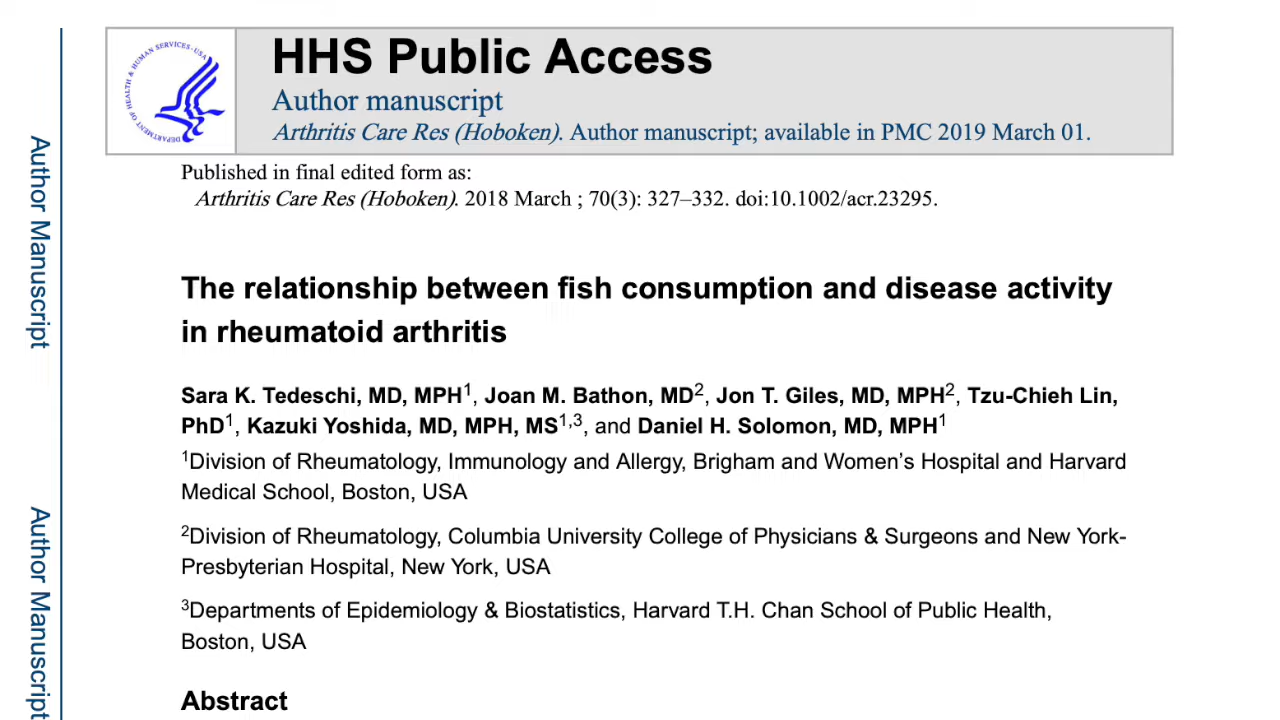 HHS Public Access
Author manuscript
Arthritis Care Res (Hoboken). Author manuscript; available in PMC 2019 March 01.
DEPARTMENT OF HEALTH & HUMAN SERVICES·USA
Published in final edited form as:
Arthritis Care Res (Hoboken). 2018 March ; 70(3): 327–332. doi:10.1002/acr.23295.
The relationship between fish consumption and disease activity
in rheumatoid arthritis
Sara K. Tedeschi, MD, MPH1, Joan M. Bathon, MD2, Jon T. Giles, MD, MPH2, Tzu-Chieh Lin,
PhD1, Kazuki Yoshida, MD, MPH, MS1,3, and Daniel H. Solomon, MD, MPH1
1Division of Rheumatology, Immunology and Allergy, Brigham and Women’s Hospital and Harvard
Medical School, Boston, USA
2Division of Rheumatology, Columbia University College of Physicians & Surgeons and New York-
Presbyterian Hospital, New York, USA
3Departments of Epidemiology & Biostatistics, Harvard T.H. Chan School of Public Health,
Boston, USA
Abstract
Author Manuscript
Author Manuscript